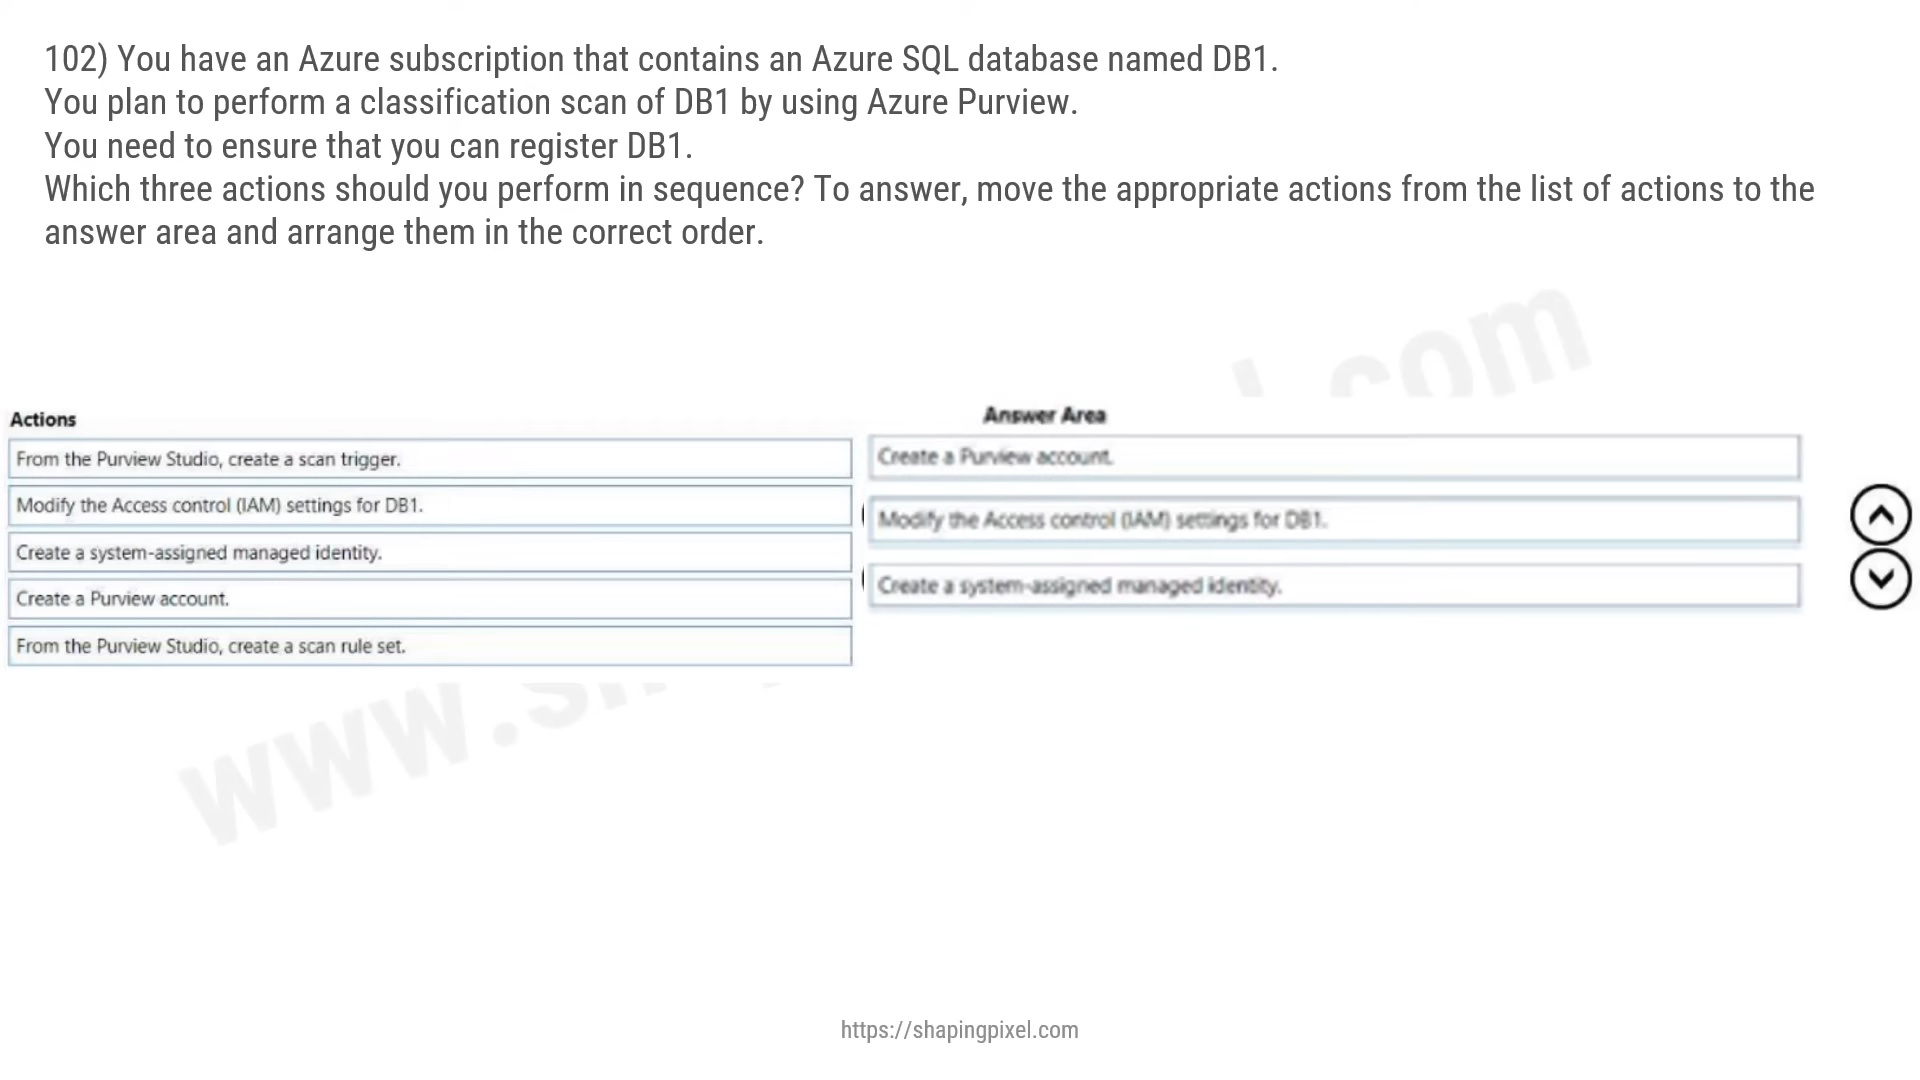 102) You have an Azure subscription that contains an Azure SQL database named DB1.
You plan to perform a classification scan of DB1 by using Azure Purview.
You need to ensure that you can register DB1.
Which three actions should you perform in sequence? To answer, move the appropriate actions from the list of actions to the
answer area and arrange them in the correct order.
Actions
From the Purview Studio, create a scan trigger.
Modify the Access control (IAM) settings for DB1.
Create a system-assigned managed identity.
Create a Purview account.
From the Purview Studio, create a scan rule set.
Answer Area
Create a Purview account.
Modify the Access control (IAM) settings for DB1.
Create a system-assigned managed identity.
www.
.com
https://shapingpixel.com